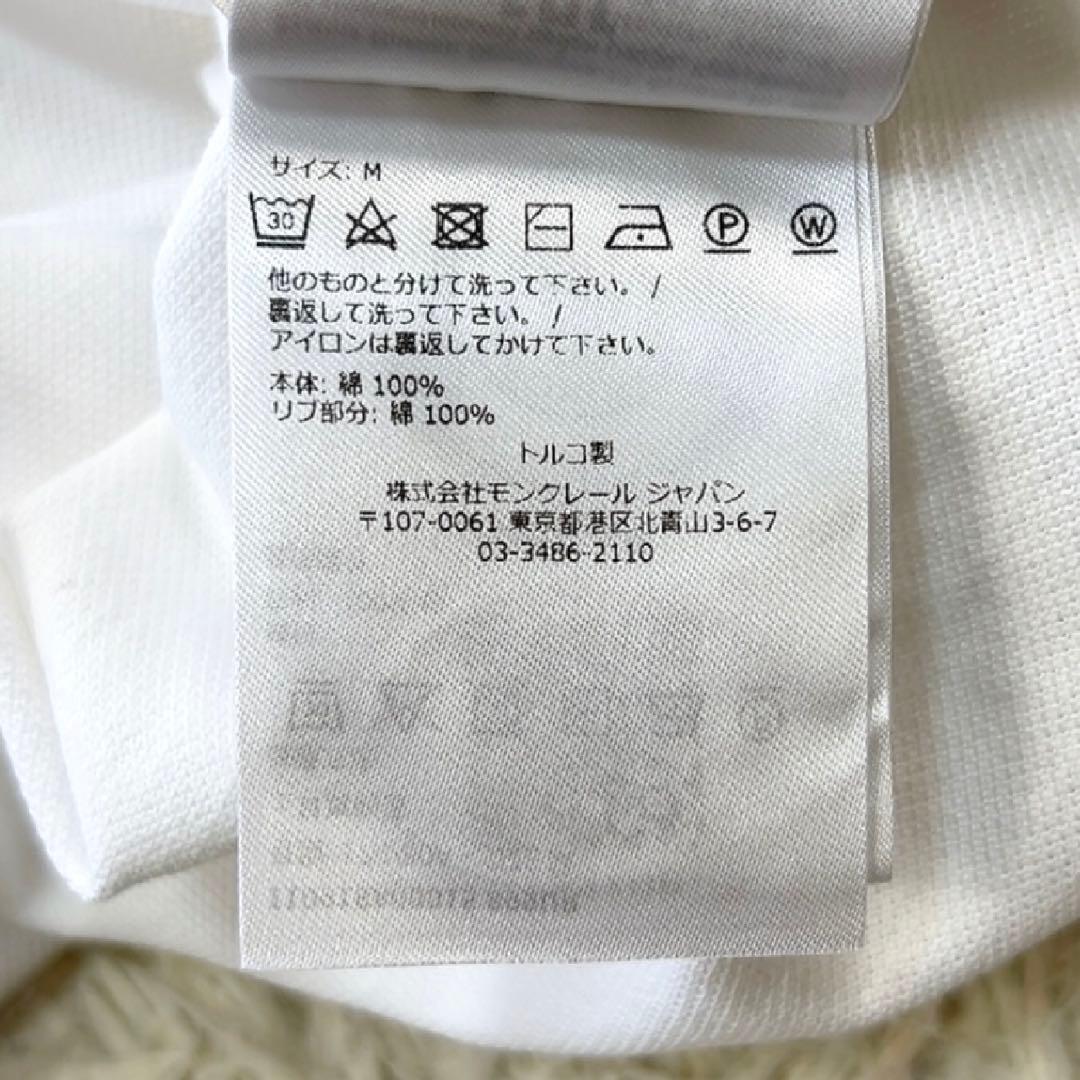 サイズ: M
30
P
W
他のものと分けて洗って下さい。/
裏返して洗って下さい。/
アイロンは裏返してかけて下さい。
本体: 綿 100%
リブ部分: 綿 100%
トルコ製
株式会社モンクレール ジャパン
〒107-0061 東京都港区北青山3-6-7
03-3486-2110